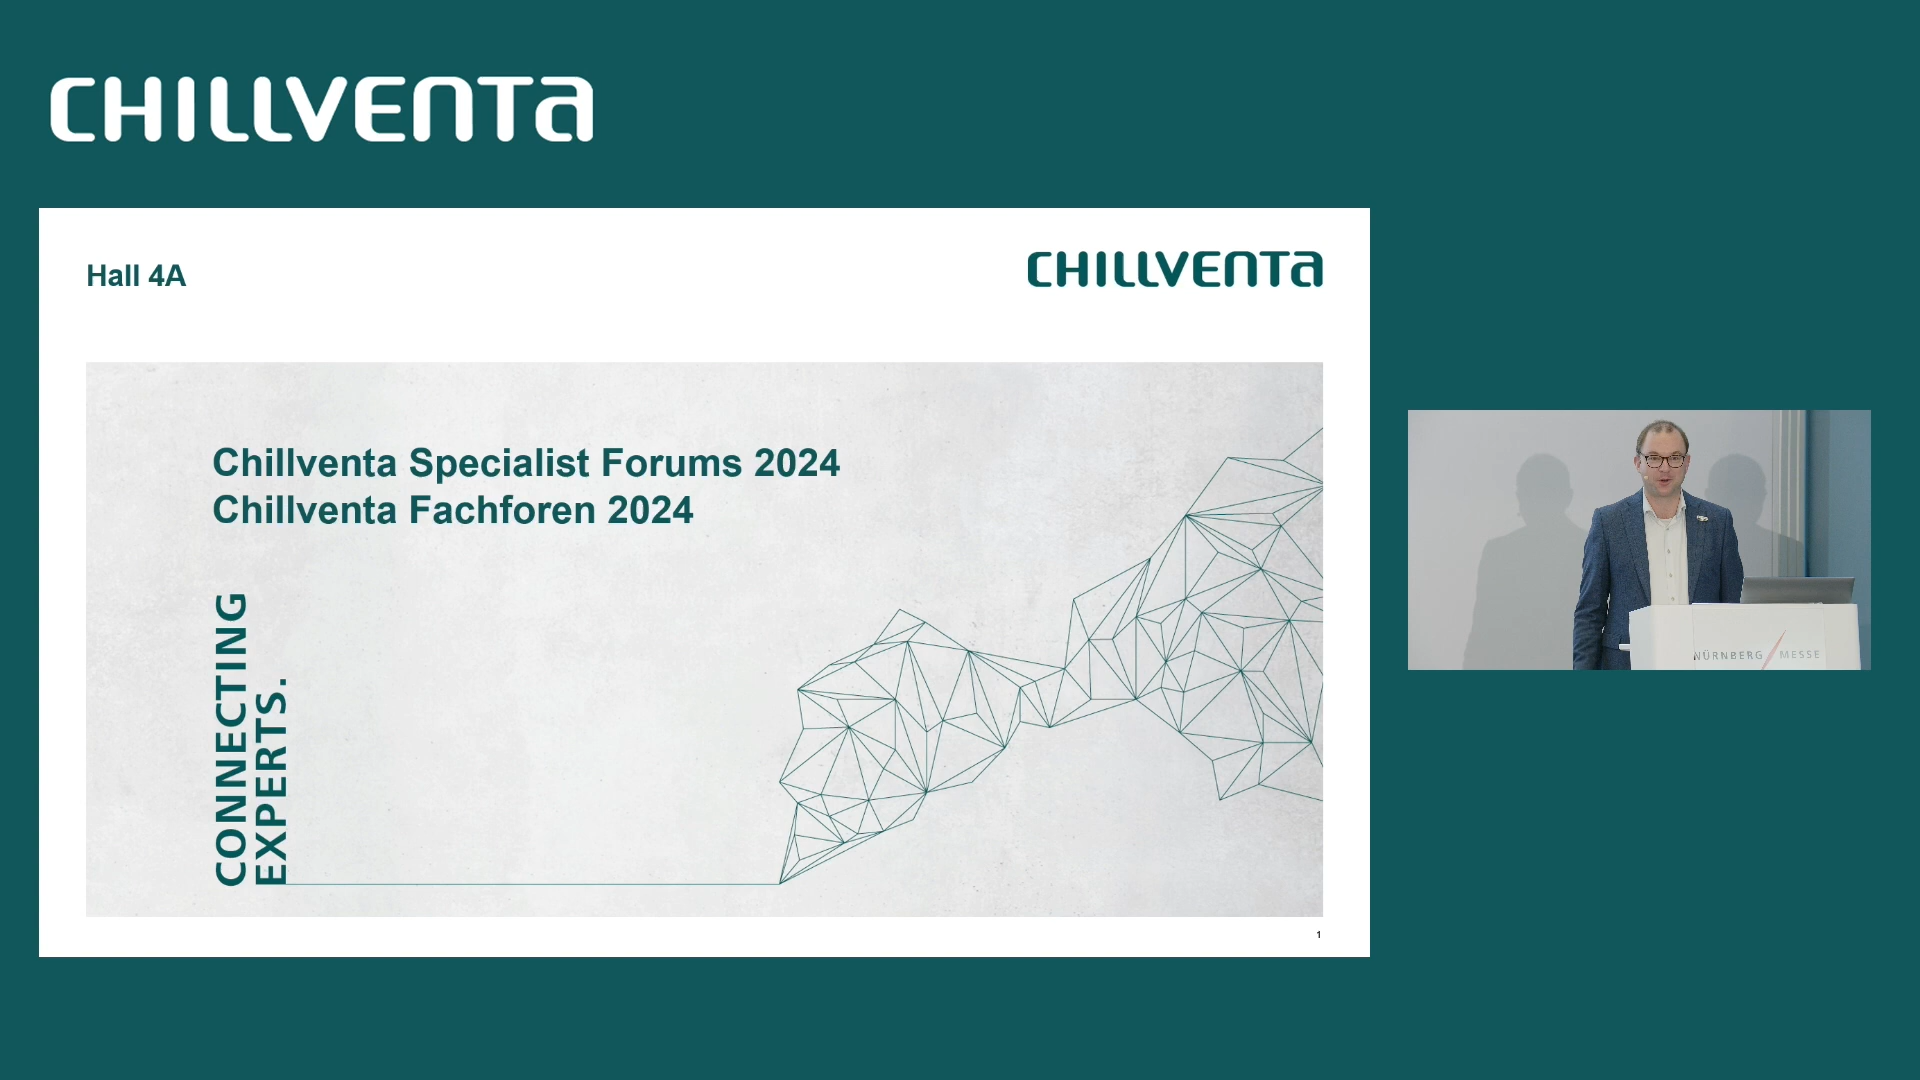 CHILLVENTA
Hall 4A
CHILLVENTA
Chillventa Specialist Forums 2024
Chillventa Fachforen 2024
CONNECTING
EXPERTS.
1
NÜRNBERG MESSE